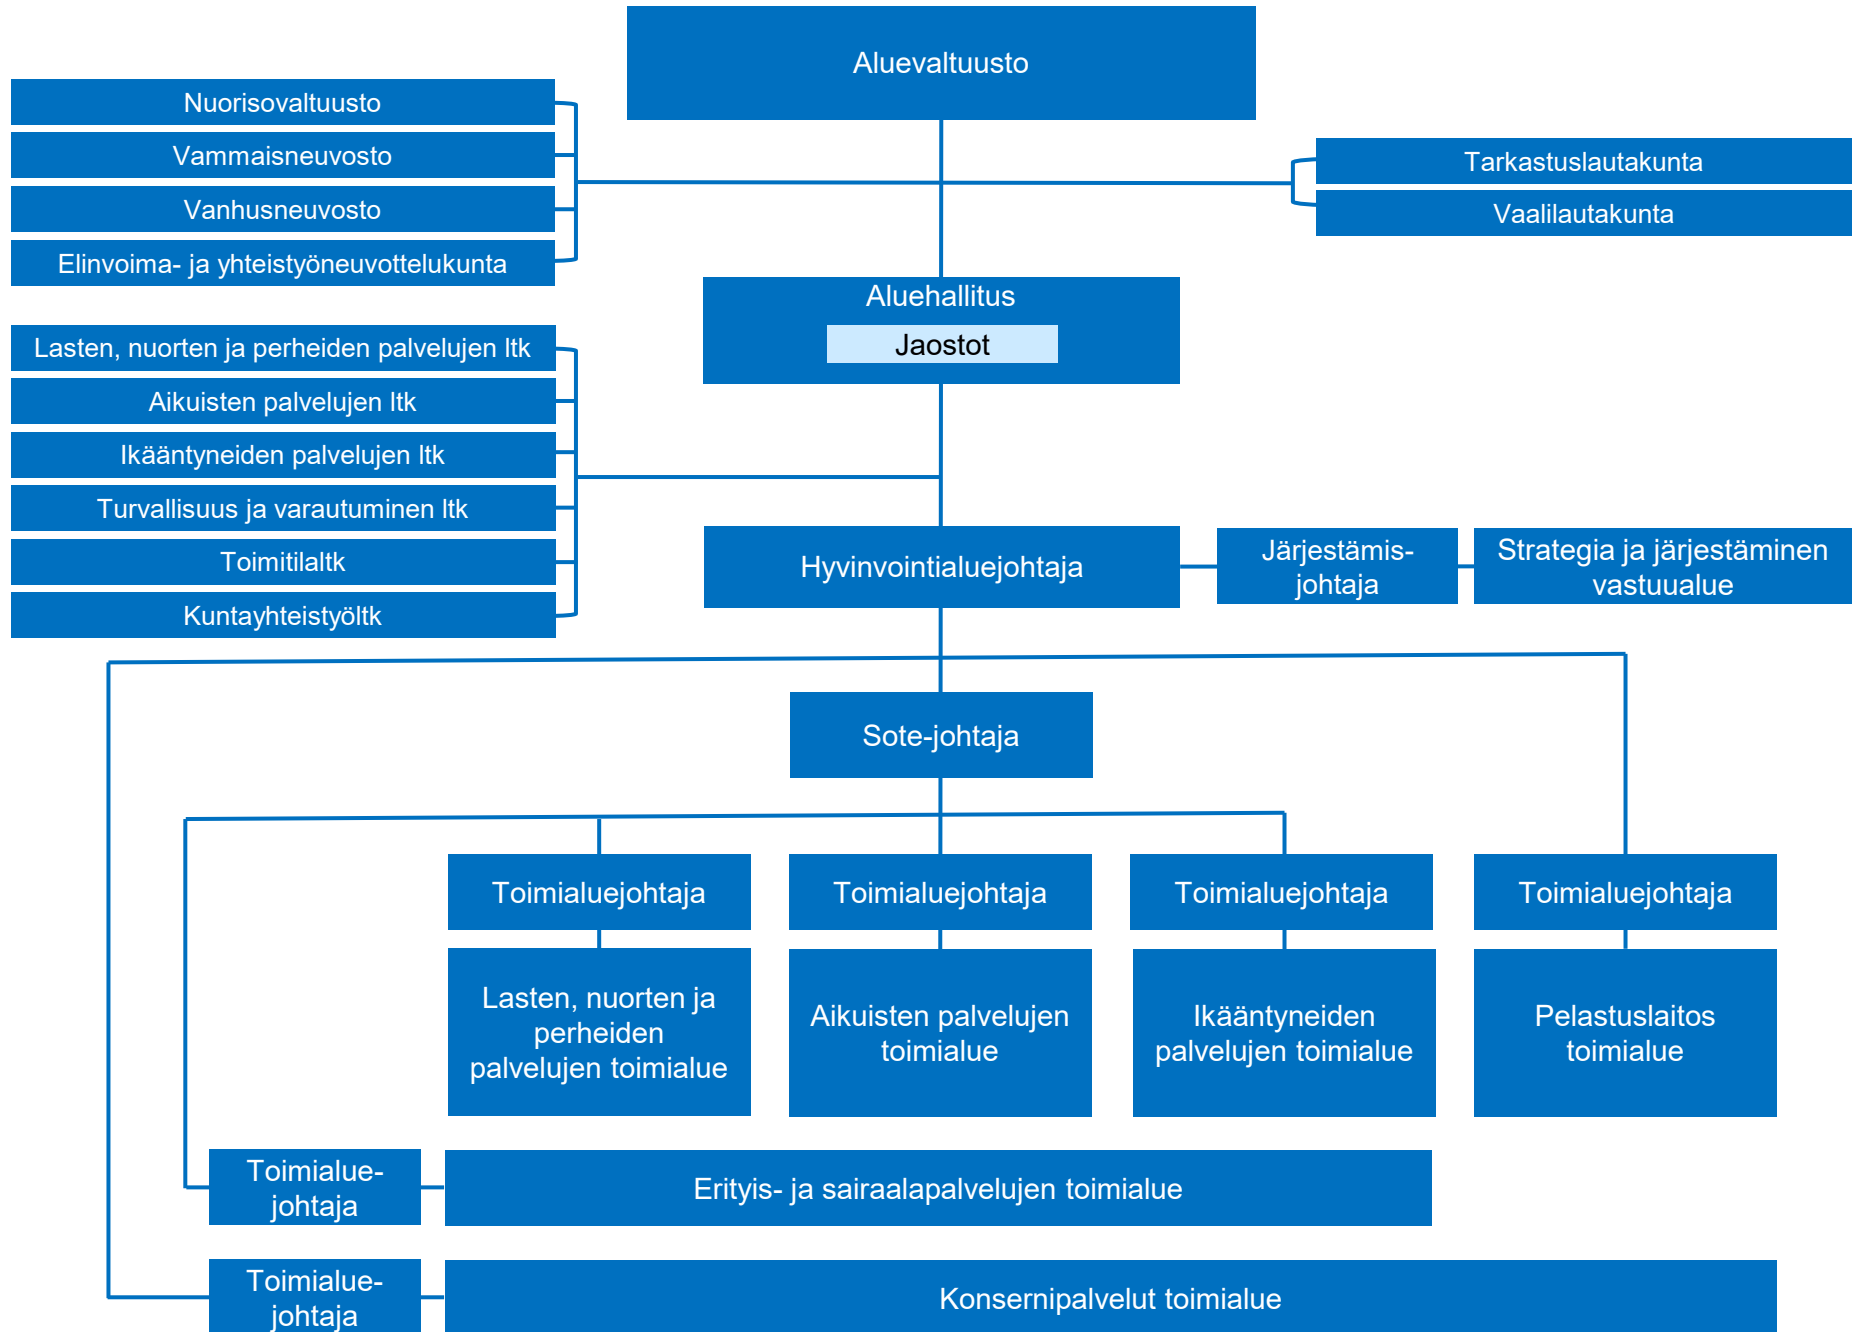 Aluevaltuusto
Nuorisovaltuusto
Vammaisneuvosto
Vanhusneuvosto
Elinvoima- ja yhteistyöneuvottelukunta
Tarkastuslautakunta
Vaalilautakunta
Aluehallitus
Jaostot
Lasten, nuorten ja perheiden palvelujen ltk
Aikuisten palvelujen ltk
Ikääntyneiden palvelujen ltk
Turvallisuus ja varautuminen ltk
Toimitilaltk
Kuntayhteistyöltk
Hyvinvointialuejohtaja
Järjestämis-
johtaja
Strategia ja järjestäminen
vastuualue
Sote-johtaja
Toimialuejohtaja
Toimialuejohtaja
Toimialuejohtaja
Toimialuejohtaja
Lasten, nuorten ja
perheiden
palvelujen toimialue
Aikuisten palvelujen
toimialue
Ikääntyneiden
palvelujen toimialue
Pelastuslaitos
toimialue
Toimialue-
johtaja
Erityis- ja sairaalapalvelujen toimialue
Toimialue-
johtaja
Konsernipalvelut toimialue